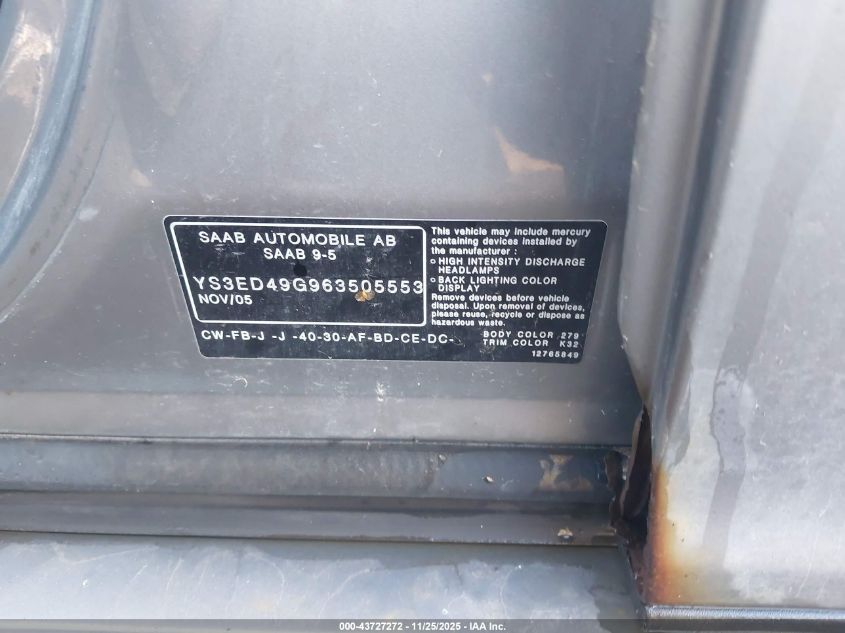 SAAB AUTOMOBILE AB
SAAB 9-5
YS3ED49G963505553
NOV/05
CW-FB-J -J -40-30-AF-BD-CE-DC-
This vehicle may include mercury
containing devices installed by
the manufacturer :
o HIGH INTENSITY DISCHARGE
HEADLAMPS
o BACK LIGHTING COLOR
DISPLAY
Remove devices before vehicle
disposal. Upon removal of devices,
please reuse, recycle or dispose as
hazardous waste.
BODY COLOR 279
TRIM COLOR K32
12765849
000-43727272 - 11/25/2025 - IAA Inc.